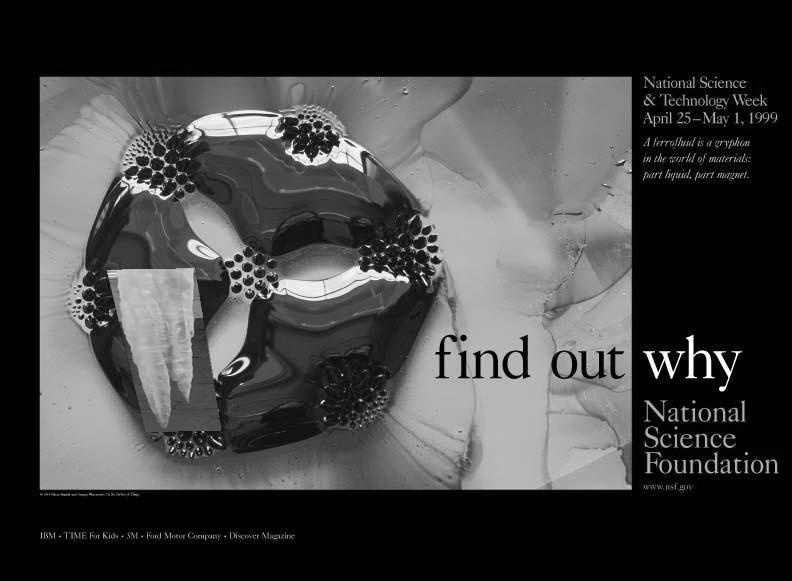 National Science
& Technology Week
April 25–May 1, 1999
A ferrofluid is a gryphon
in the world of materials:
part liquid, part magnet.
find out why
National
Science
Foundation
www.nsf.gov
IBM • TIME For Kids • 3M • Ford Motor Company • Discover Magazine